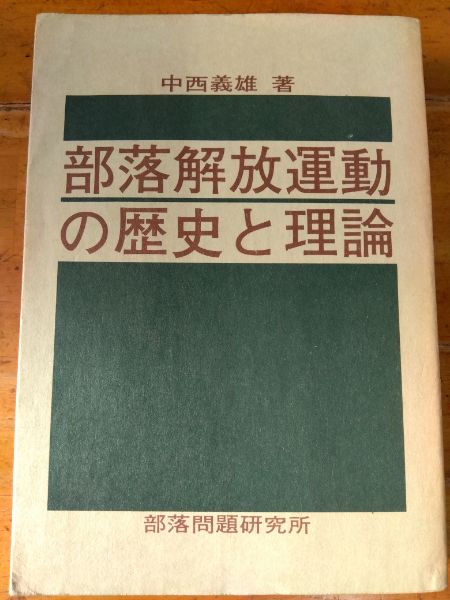 中西義雄 著
部落解放運動
の歴史と理論
部落問題研究所